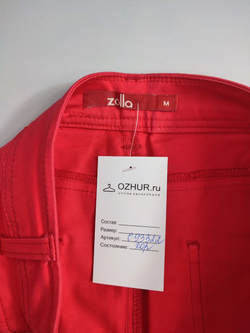 zolla
M
OZHUR.ru
Состав
Размер:
Артикул:
Состояние: